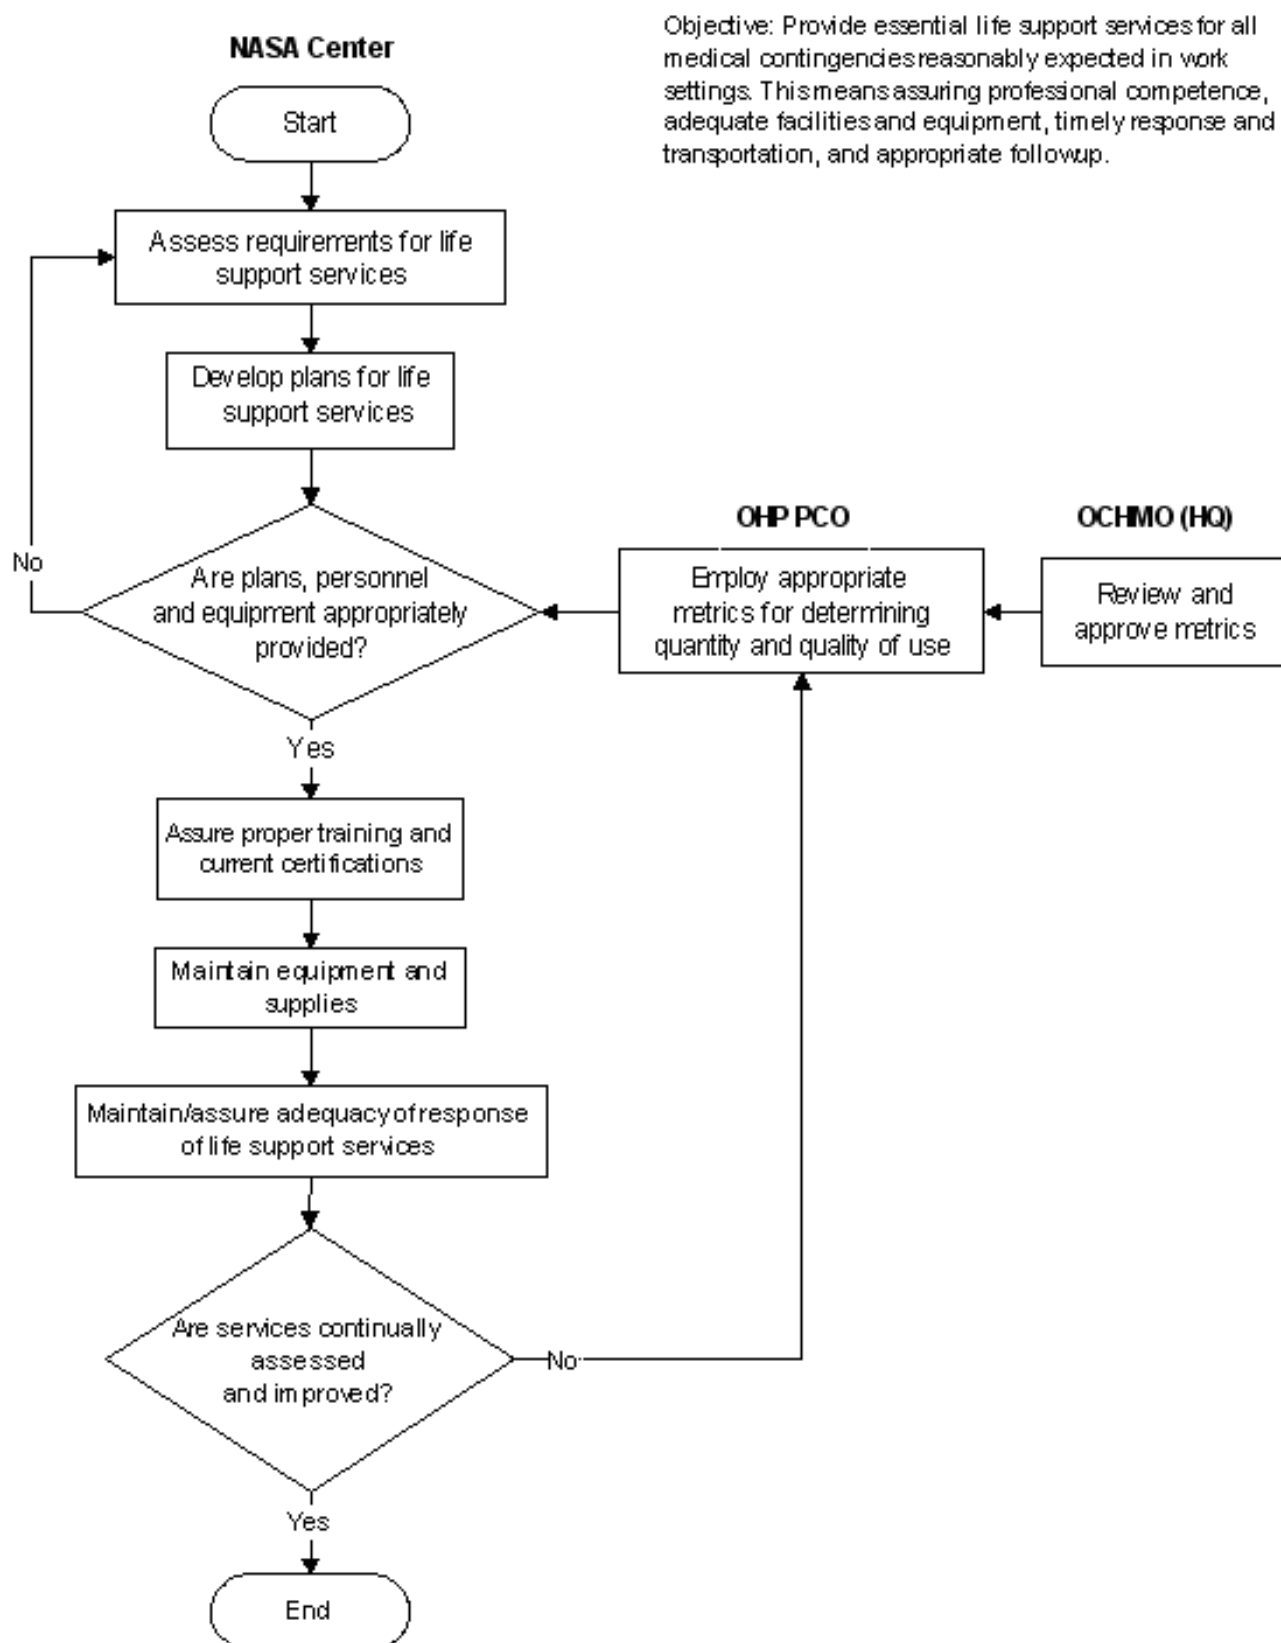 Objective: Provide essential life support services for all
medical contingencies reasonably expected in work
settings. This means assuring professional competence,
adequate facilities and equipment, timely response and
transportation, and appropriate followup.
NASA Center
Start
Assess requirements for life
support services
Develop plans for life
support services
No
Are plans, personnel
and equipment appropriately
provided?
OHP PCO
Employ appropriate
metrics for determining
quantity and quality of use
OCHMO (HQ)
Review and
approve metrics
Yes
Assure proper training and
current certifications
Maintain equipment and
supplies
Maintain/assure adequacy of response
of life support services
Are services continually
assessed
and improved?
No
Yes
End